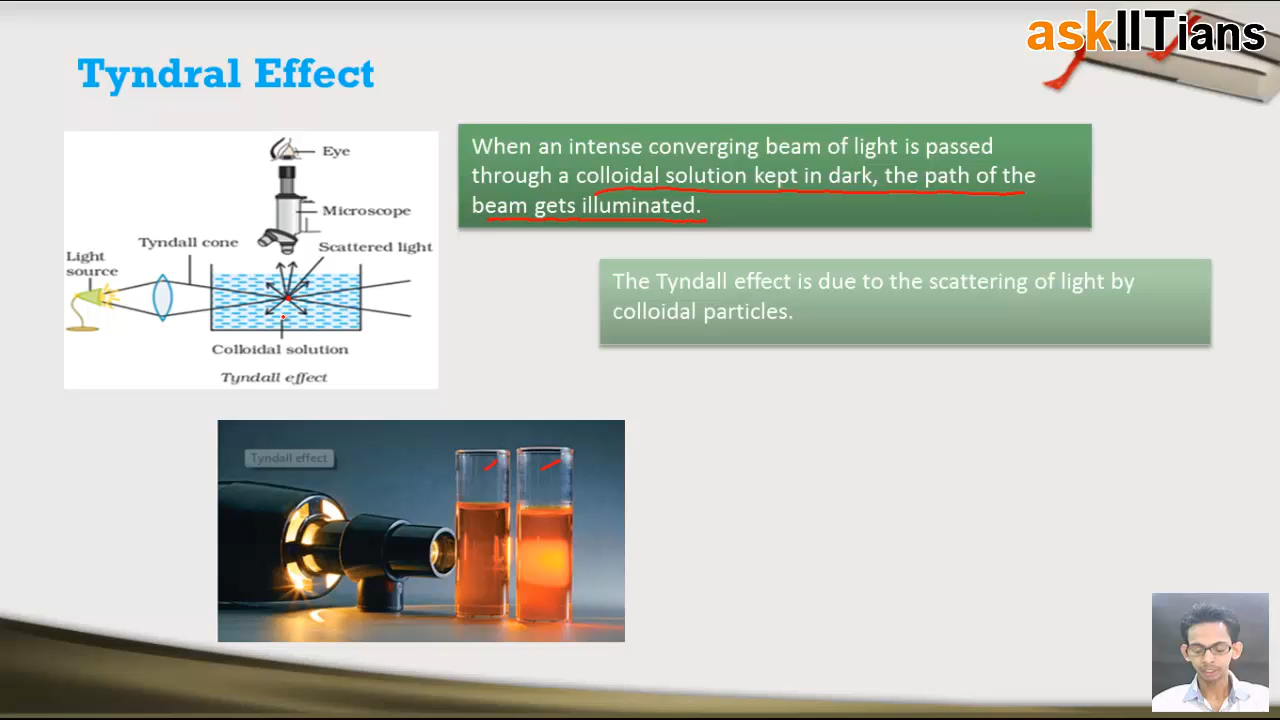 askIITians
Tyndral Effect
When an intense converging beam of light is passed
through a colloidal solution kept in dark, the path of the
beam gets illuminated.
The Tyndall effect is due to the scattering of light by
colloidal particles.
Eye
Microscope
Tyndall cone
Scattered light
Light
source
Colloidal solution
Tyndall effect
Tyndall effect